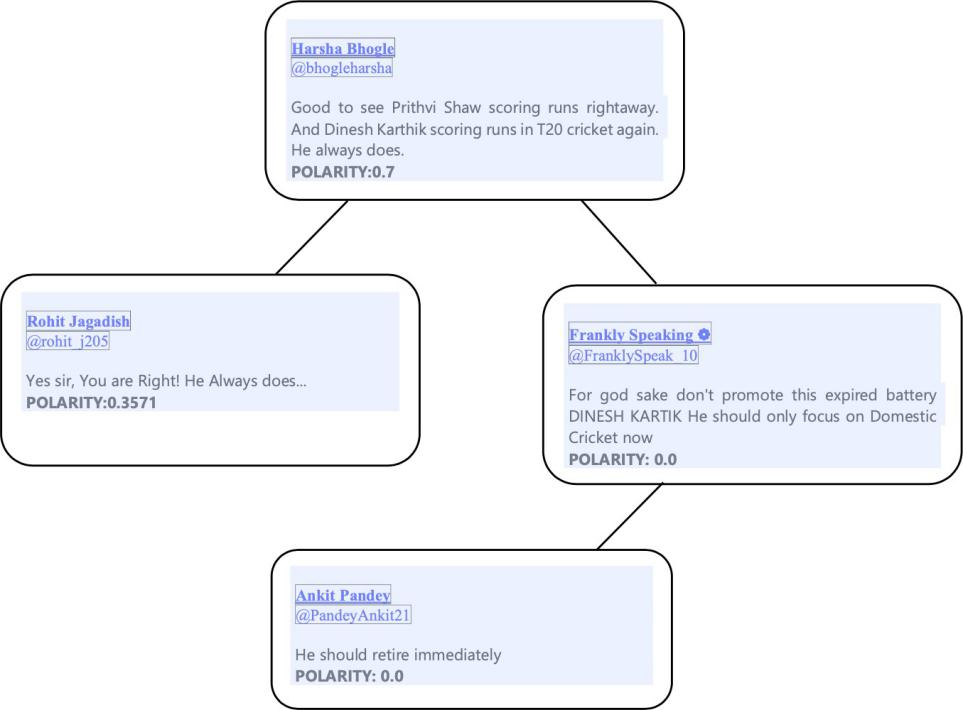 Harsha Bhogle
@bhogleharsha
Good to see Prithvi Shaw scoring runs rightaway.
And Dinesh Karthik scoring runs in T20 cricket again.
He always does.
POLARITY:0.7
Rohit Jagadish
@rohit_j205
Yes sir, You are Right! He Always does...
POLARITY:0.3571
Frankly Speaking
@FranklySpeak_10
For god sake don't promote this expired battery
DINESH KARTIK He should only focus on Domestic
Cricket now
POLARITY: 0.0
Ankit Pandey
@PandeyAnkit21
He should retire immediately
POLARITY: 0.0